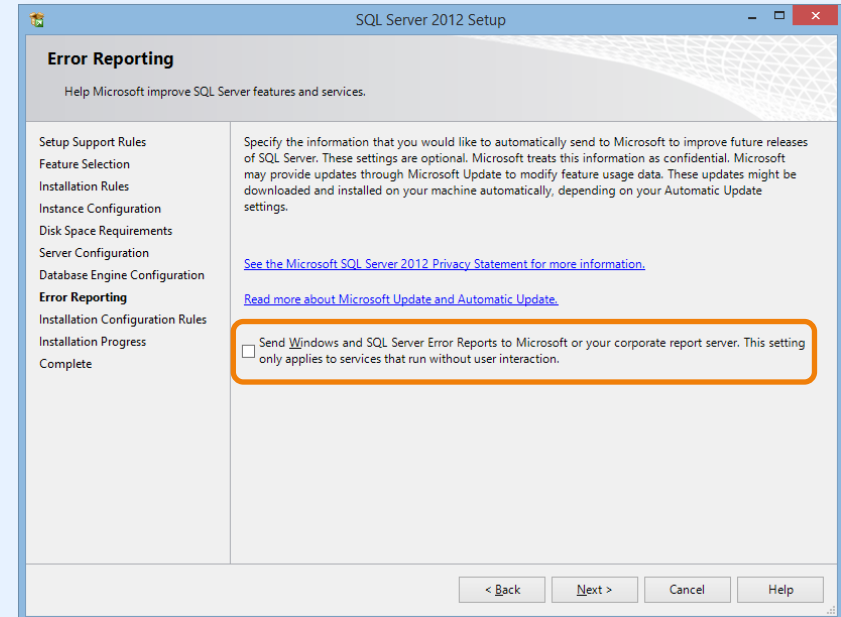 SQL Server 2012 Setup
Error Reporting
Help Microsoft improve SQL Server features and services.
Setup Support Rules
Feature Selection
Installation Rules
Instance Configuration
Disk Space Requirements
Server Configuration
Database Engine Configuration
Error Reporting
Installation Configuration Rules
Installation Progress
Complete
Specify the information that you would like to automatically send to Microsoft to improve future releases
of SQL Server. These settings are optional. Microsoft treats this information as confidential. Microsoft
may provide updates through Microsoft Update to modify feature usage data. These updates might be
downloaded and installed on your machine automatically, depending on your Automatic Update
settings.
See the Microsoft SQL Server 2012 Privacy Statement for more information.
Read more about Microsoft Update and Automatic Update.
Send Windows and SQL Server Error Reports to Microsoft or your corporate report server. This setting
only applies to services that run without user interaction.
< Back
Next >
Cancel
Help